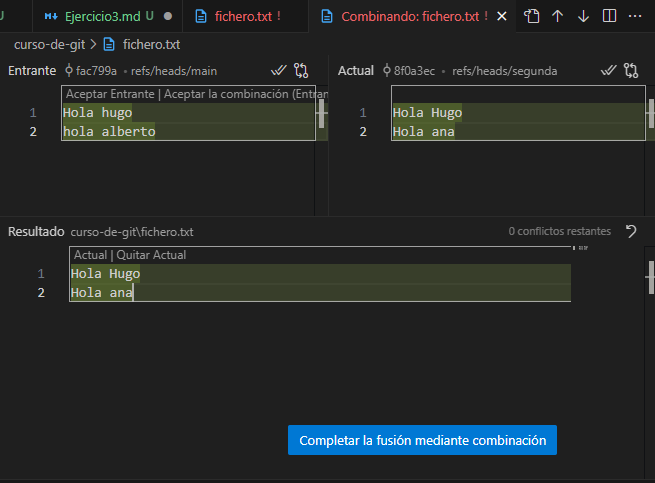 U Ejercicio3.md U fichero.txt ! Combinando: fichero.txt !
curso-de-git > fichero.txt
Entrante fac799a • refs/heads/main
Aceptar Entrante | Aceptar la combinación (Entran
1 Hola hugo
2 hola alberto
Actual 8f0a3ec • refs/heads/segunda
1 Hola Hugo
2 Hola ana
Resultado curso-de-git\fichero.txt 0 conflictos restantes
Actual | Quitar Actual
1 Hola Hugo
2 Hola ana
Completar la fusión mediante combinación